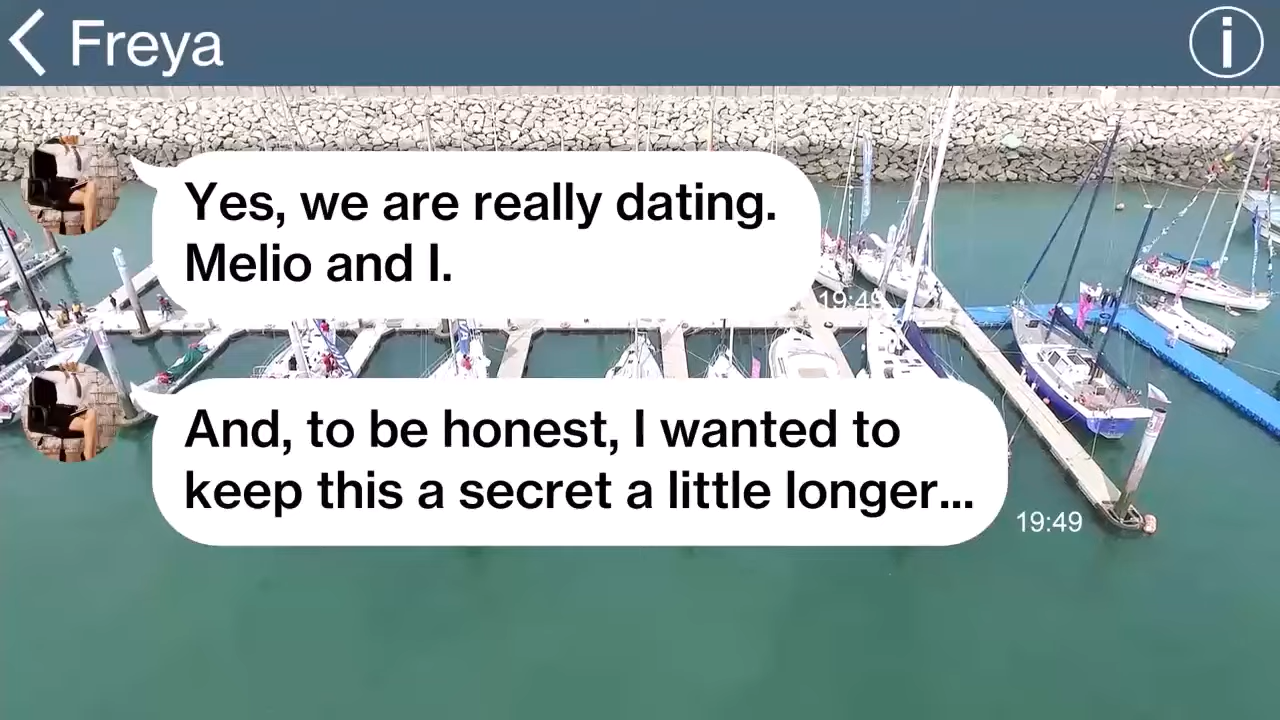 Freya
i
Yes, we are really dating.
Melio and I.
19:49
And, to be honest, I wanted to
keep this a secret a little longer...
19:49